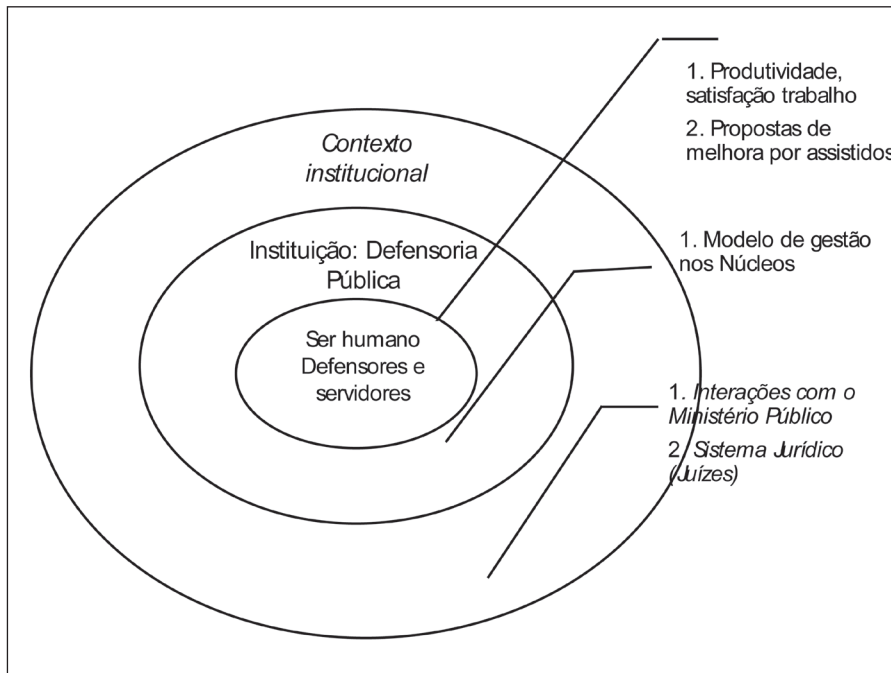 Contexto
institucional
Instituição: Defensoria
Pública
Ser humano
Defensores e
servidores
1. Produtividade,
satisfação trabalho
2. Propostas de
melhora por assistidos
1. Modelo de gestão
nos Núcleos
1. Interações com o
Ministério Público
2. Sistema Jurídico
(Juízes)